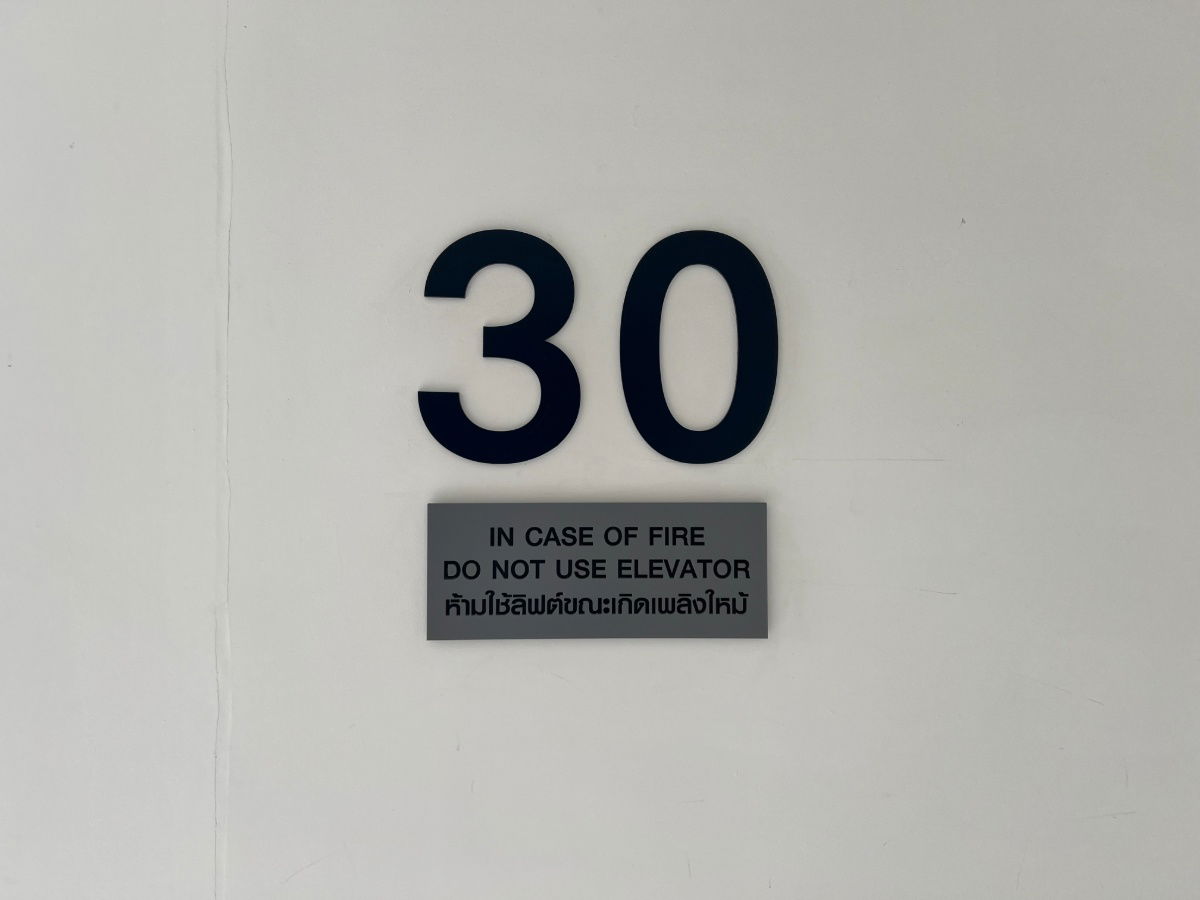 30
IN CASE OF FIRE
DO NOT USE ELEVATOR
ห้ามใช้ลิฟต์ขณะเกิดเพลิงไหม้